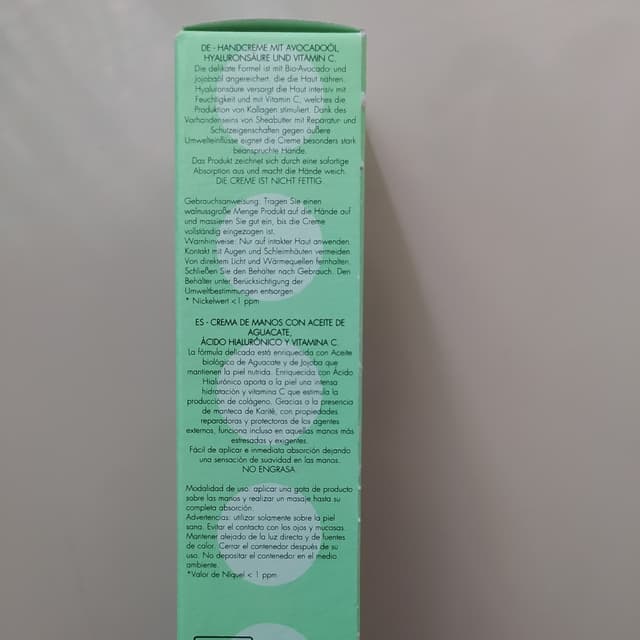 DE - HANDCREME MIT AVOCADOÖL,
HYALURONSÄURE UND VITAMIN C.
Die delikate Formel ist mit Bio-Avocado- und
Jojobaöl angereichert, die die Haut nähren.
Hyaluronsäure versorgt die Haut intensiv mit
Feuchtigkeit und mit Vitamin C, welches die
Produktion von Kollagen stimuliert. Dank des
Vorhandenseins von Sheabutter mit Reparatur- und
Schutzeigenschaften gegen äußere
Umwelteinflüsse eignet die Creme besonders stark
beanspruchte Hände.
Das Produkt zeichnet sich durch eine sofortige
Absorption aus und macht die Hände weich.
DIE CREME IST NICHT FETTIG.
Gebrauchsanweisung: Tragen Sie einen
walnussgroße Menge Produkt auf die Hände auf
und massieren Sie gut ein, bis die Creme
vollständig eingezogen ist.
Warnhinweise: Nur auf intakter Haut anwenden.
Kontakt mit Augen und Schleimhäuten vermeiden.
Von direktem Licht und Wärmequellen fernhalten.
Schließen Sie den Behälter nach Gebrauch. Den
Behälter unter Berücksichtigung der
Umweltbestimmungen entsorgen.
* Nickelwert <1 ppm
ES - CREMA DE MANOS CON ACEITE DE
AGUACATE,
ÁCIDO HIALURÓNICO Y VITAMINA C.
La fórmula delicada está enriquecida con Aceite
biológico de Aguacate y de Jojoba que
mantienen la piel nutrida. Enriquecida con Ácido
Hialurónico aporta a la piel una intensa
hidratación y vitamina C que estimula la
producción de colágeno. Gracias a la presencia
de manteca de Karité, con propiedades
reparadoras y protectoras de los agentes
externos, funciona incluso en aquellas manos más
estresadas y exigentes.
Fácil de aplicar e inmediata absorción dejando
una sensación de suavidad en las manos.
NO ENGRASA.
Modalidad de uso: aplicar una gota de producto
sobre las manos y realizar un masaje hasta su
completa absorción.
Advertencias: utilizar solamente sobre la piel
sana. Evitar el contacto con los ojos y mucosas.
Mantener alejado de la luz directa y de fuentes
de calor. Cerrar el contenedor después de su
uso. No depositar el contenedor en el medio
ambiente.
*Valor de Níquel < 1 ppm